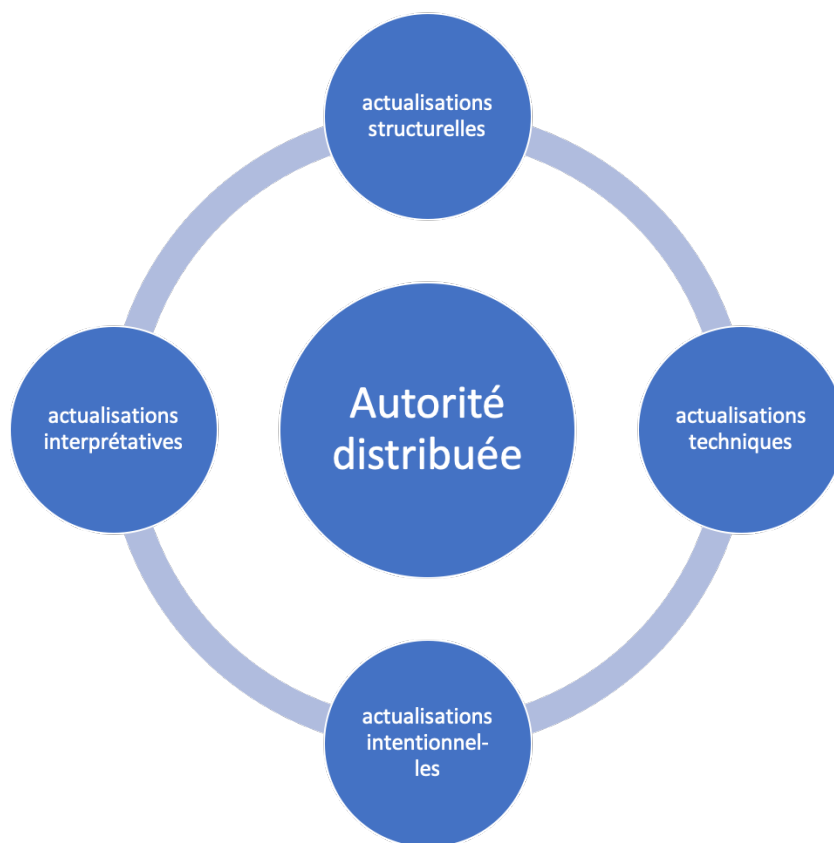 actualisations
structurelles
actualisations
interprétatives
Autorité
distribuée
actualisations
techniques
actualisations
intentionnel-
les